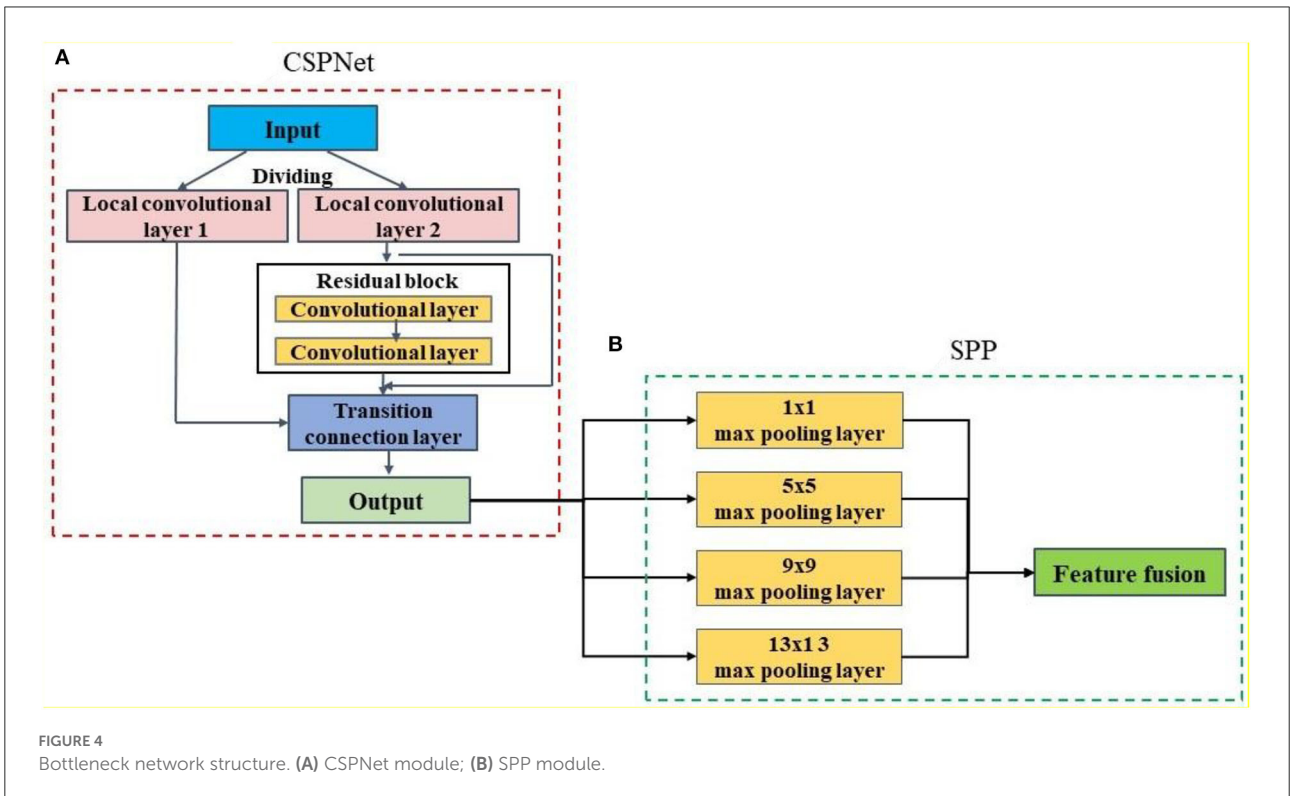 A
CSPNet
Input
Dividing
Local convolutional
layer 1
Local convolutional
layer 2
Residual block
Convolutional layer
Convolutional layer
Transition
connection layer
Output
B
SPP
1x1
max pooling layer
5x5
max pooling layer
9x9
max pooling layer
13x1 3
max pooling layer
Feature fusion
FIGURE 4
Bottleneck network structure. (A) CSPNet module; (B) SPP module.